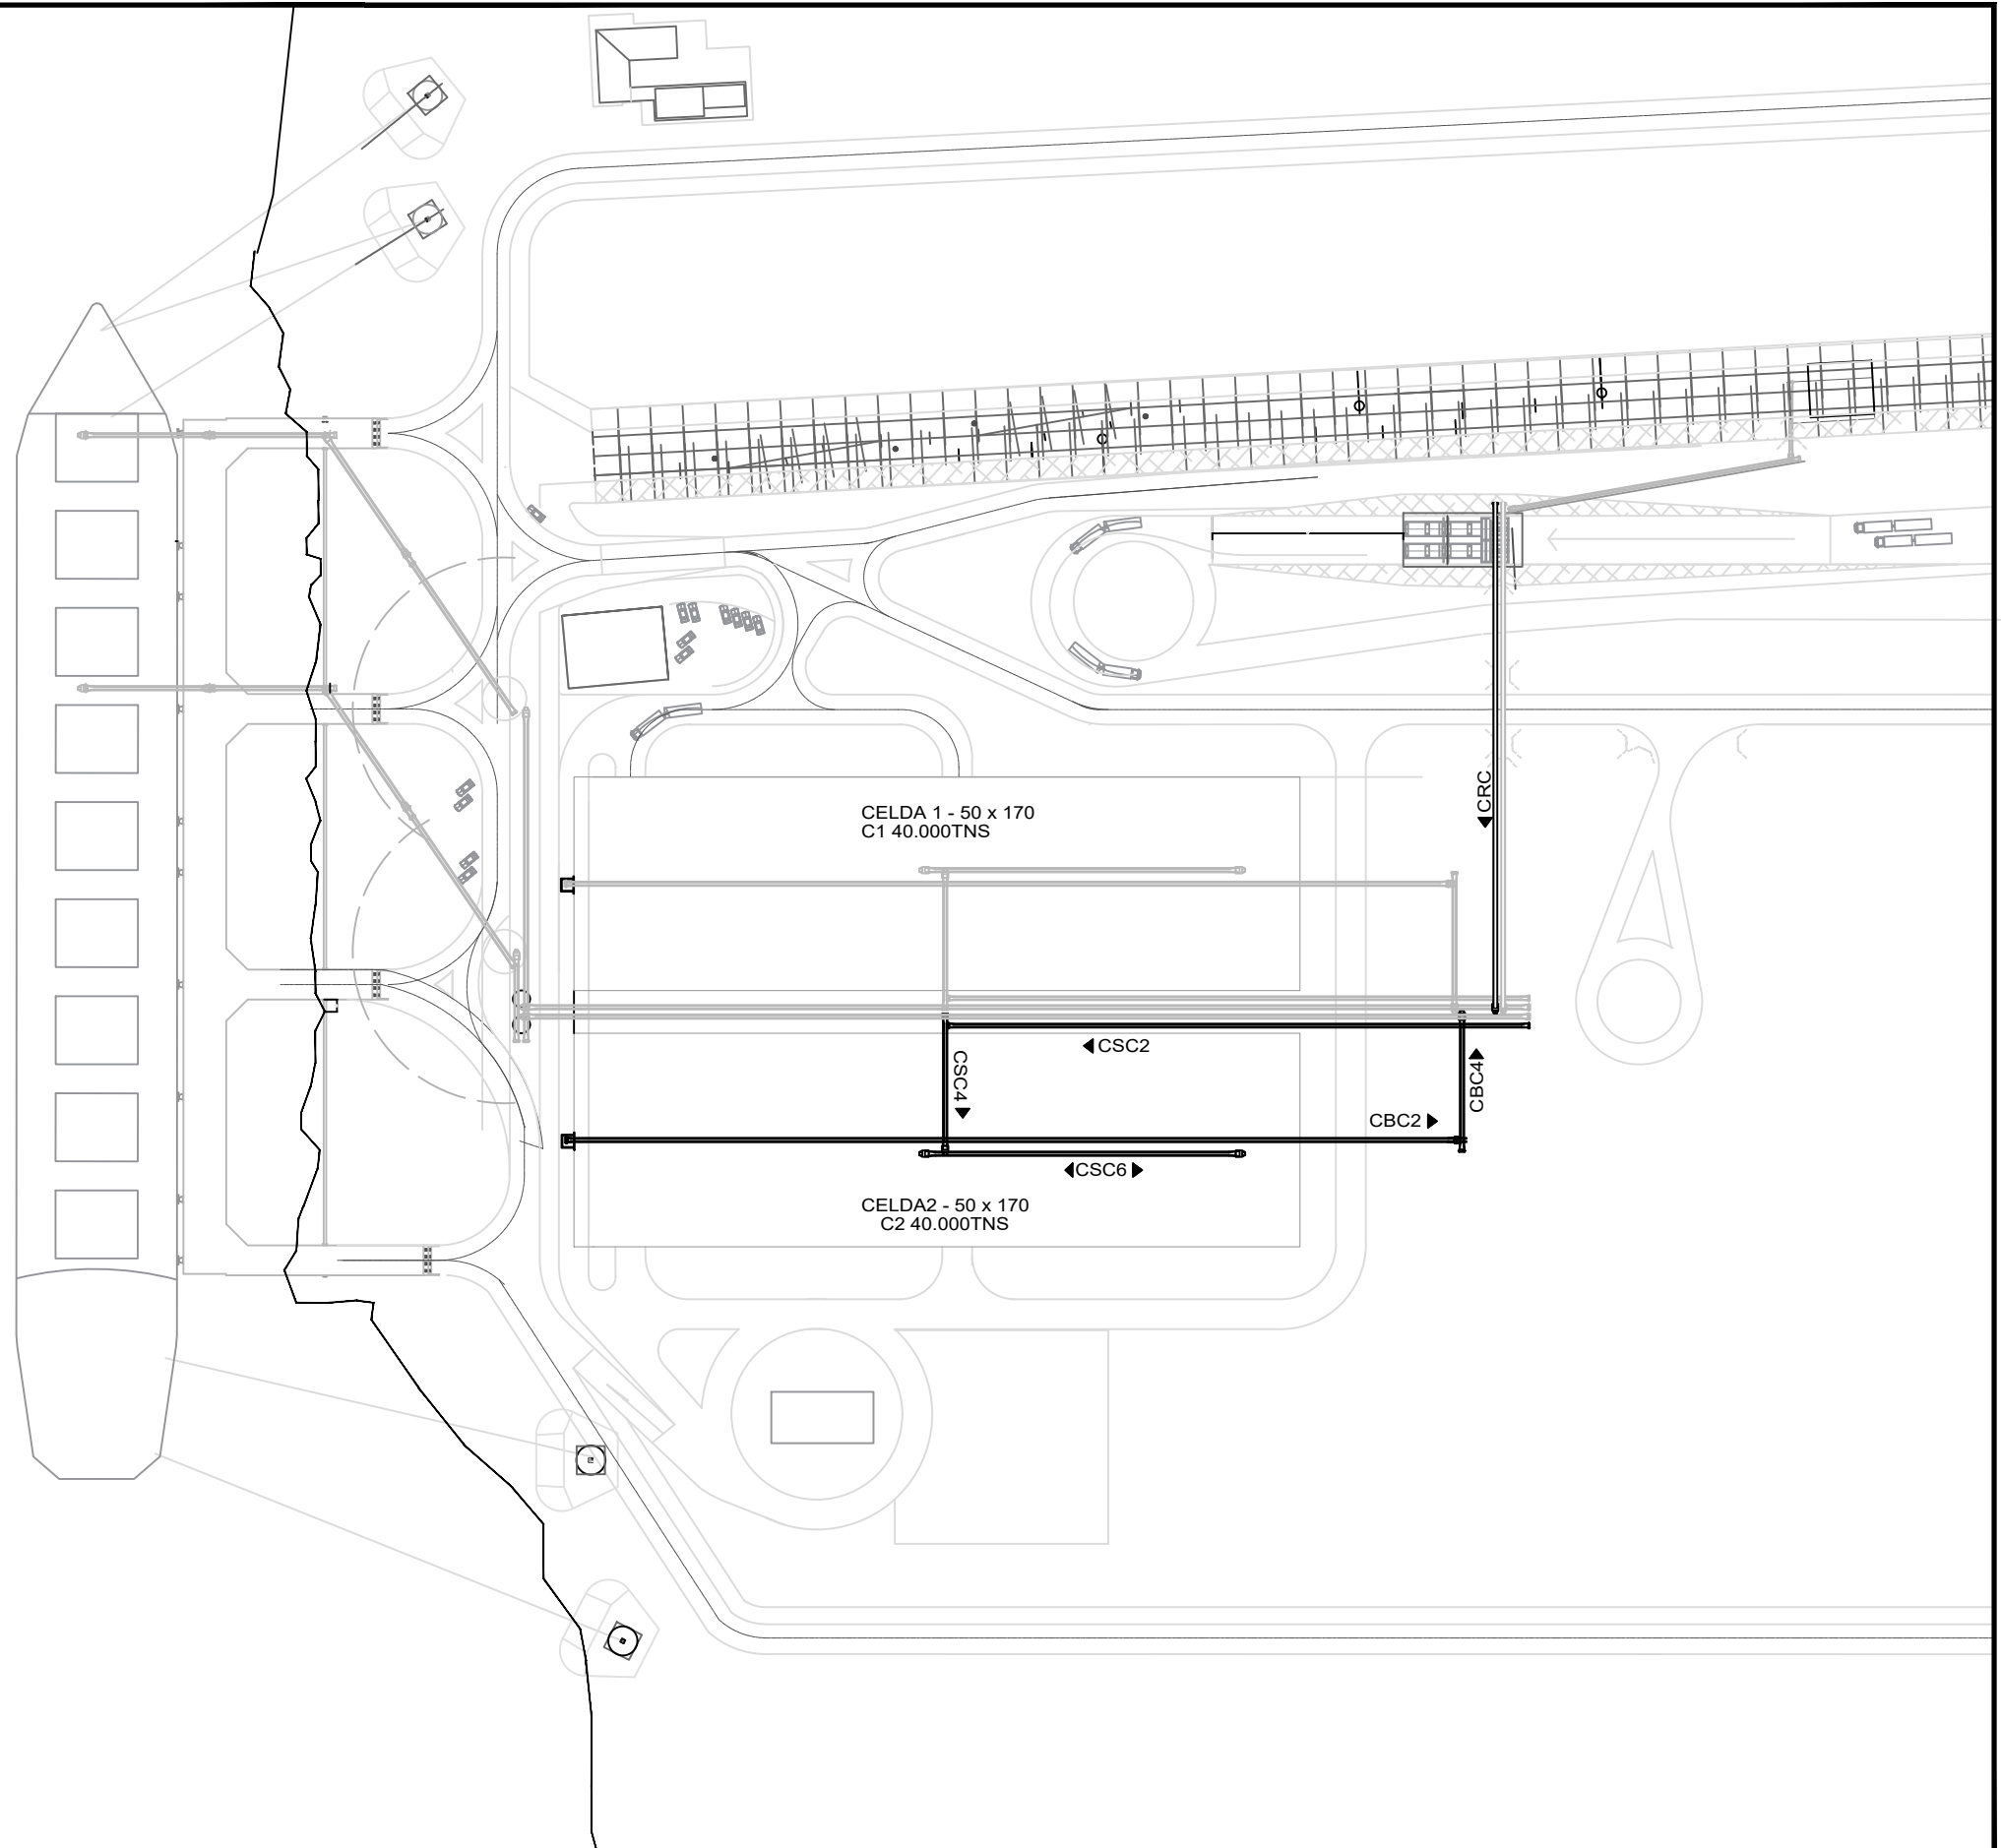 CELDA 1 - 50 x 170
C1 40.000TNS
CRC
CSC2
CSC4
CBC4
CBC2
CSC6
CELDA2 - 50 x 170
C2 40.000TNS